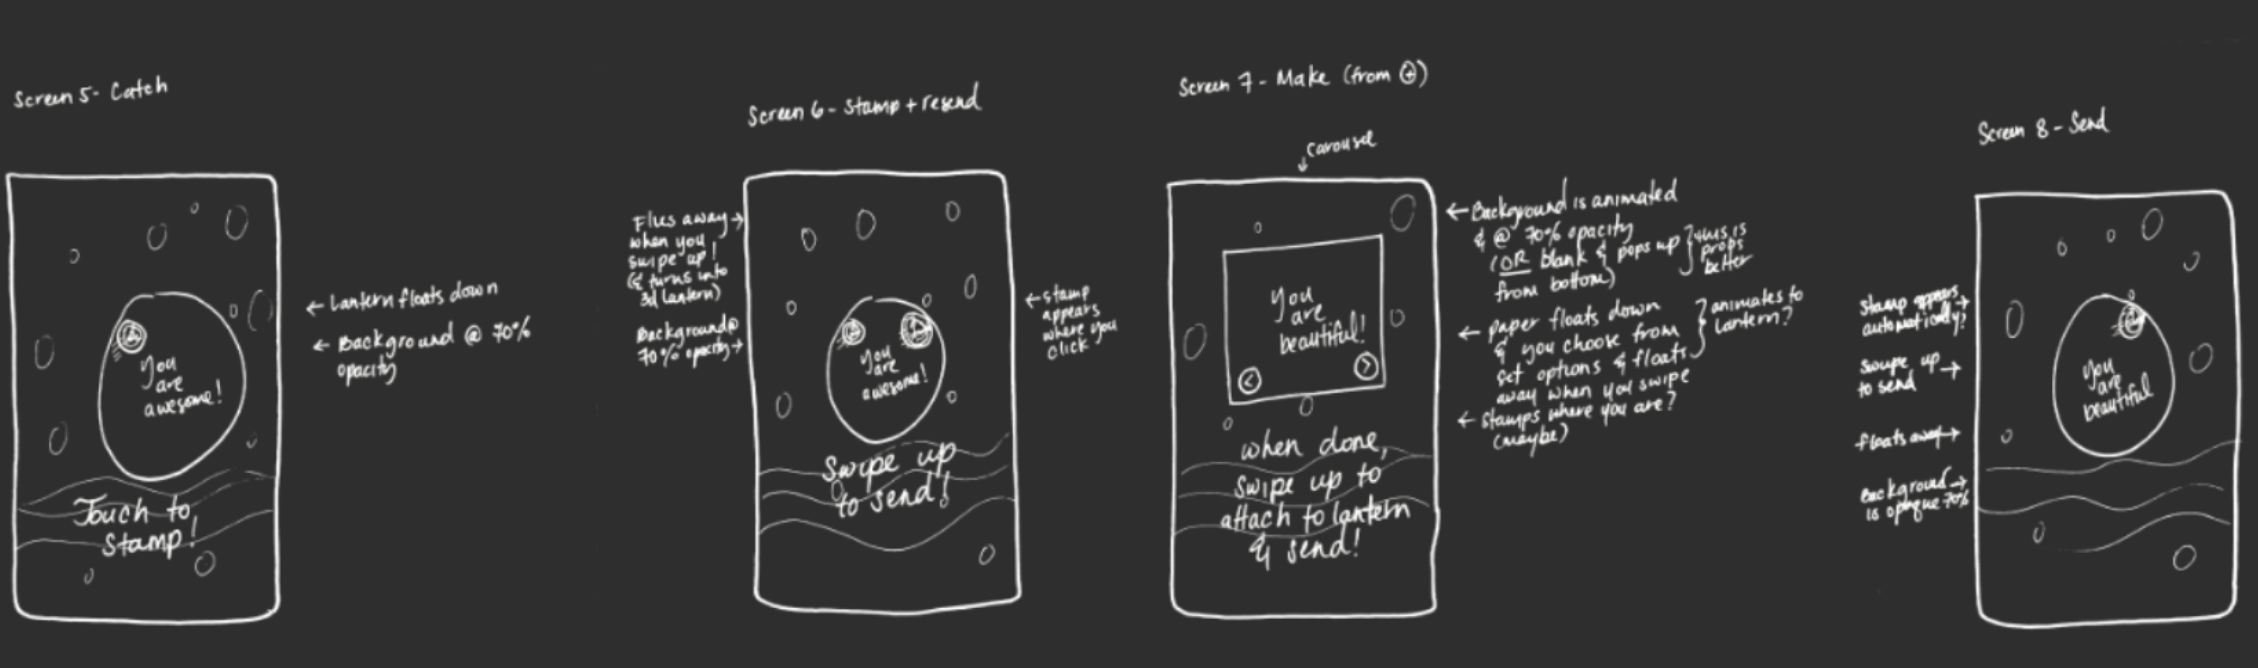 Screen 5- Catch
You
are
awesome!
Touch to
Stamp!
← Lantern floats down
← Background @ 70%
opacity
Screen 6 - Stamp + resend
Flies away →
when you
swipe up!
(& turns into
3d lantern)
Background @
70% opacity →
You
are
awesome!
Swipe up
to send!
← stamp
appears
where you
click
Screen 7 - Make (from +)
Carousel
↓
You
are
beautiful!
<
>
when done,
swipe up to
attach to lantern
& send!
← Background is animated
& @ 70% opacity
(OR blank & pops up
from bottom)
} this is
props
better
← paper floats down
& you choose from
set options & floats
away when you swipe
} animates to
lantern?
← stamps where you are?
(maybe)
Screen 8 - Send
Stamp appears →
automatically?
Swipe up →
to send
floats away →
Background →
is opaque 70%
You
are
beautiful